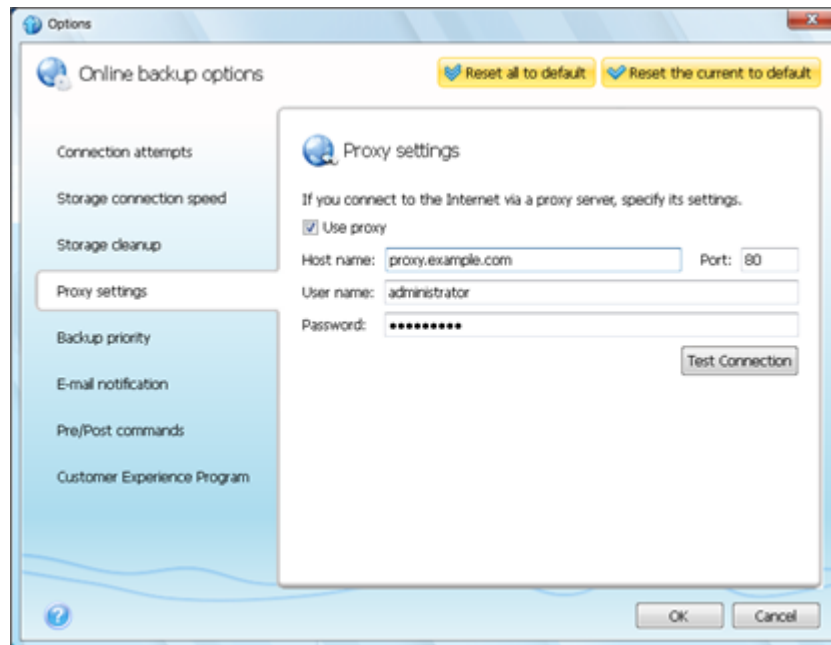 Options
Online backup options
Reset all to default
Reset the current to default
Connection attempts
Storage connection speed
Storage cleanup
Proxy settings
Backup priority
E-mail notification
Pre/Post commands
Customer Experience Program
Proxy settings
If you connect to the Internet via a proxy server, specify its settings.
Use proxy
Host name: proxy.example.com Port: 80
User name: administrator
Password: •••••••••
Test Connection
OK
Cancel